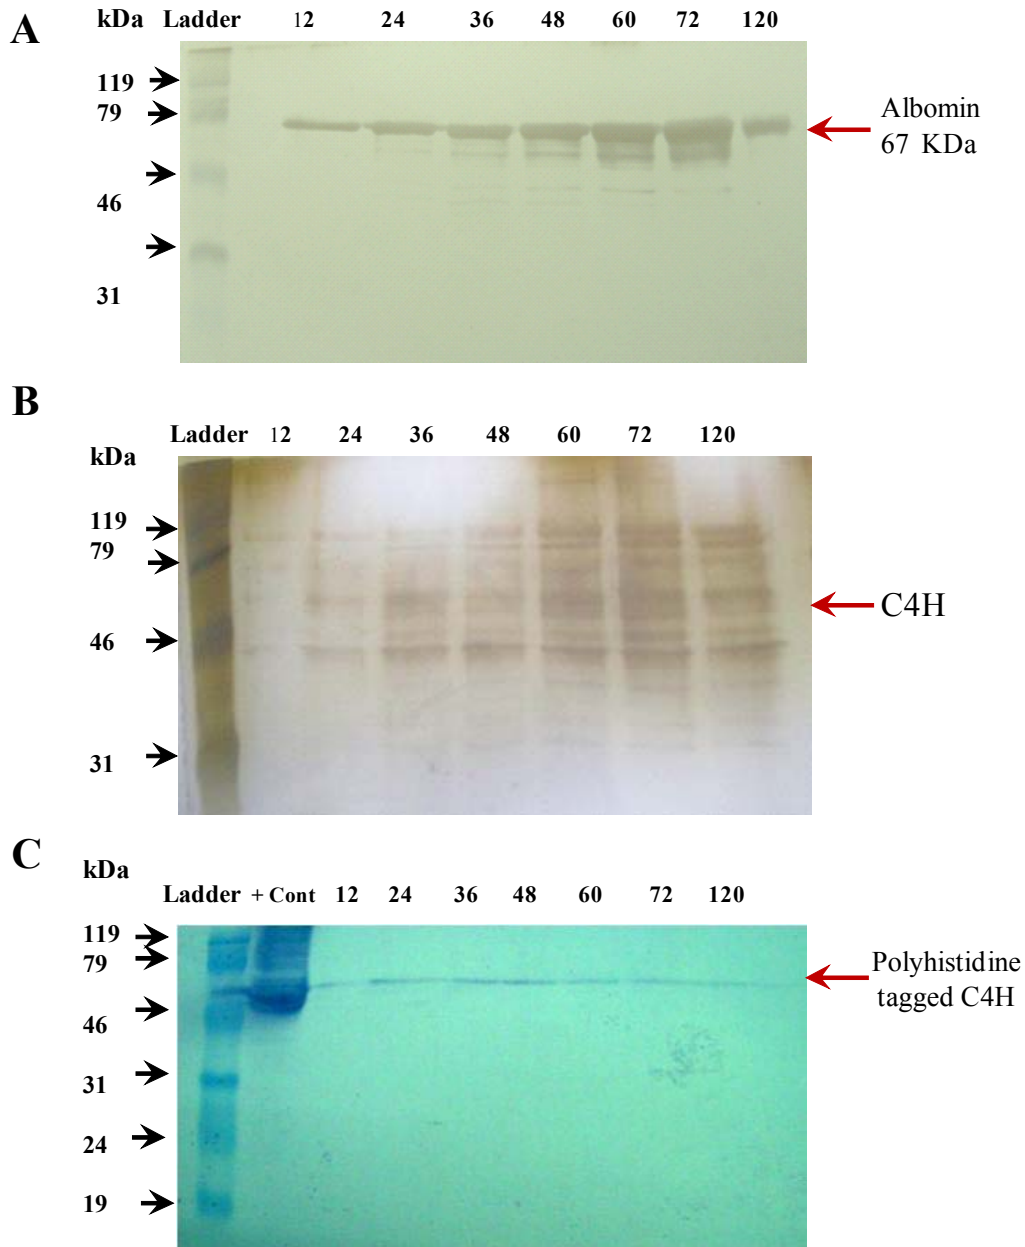 A
kDa Ladder 12 24 36 48 60 72 120
119
79
46
31
Albomin
67 KDa
B
Ladder 12 24 36 48 60 72 120
kDa
119
79
46
31
C4H
C
kDa
Ladder + Cont 12 24 36 48 60 72 120
119
79
46
31
24
19
Polyhistidine
tagged C4H